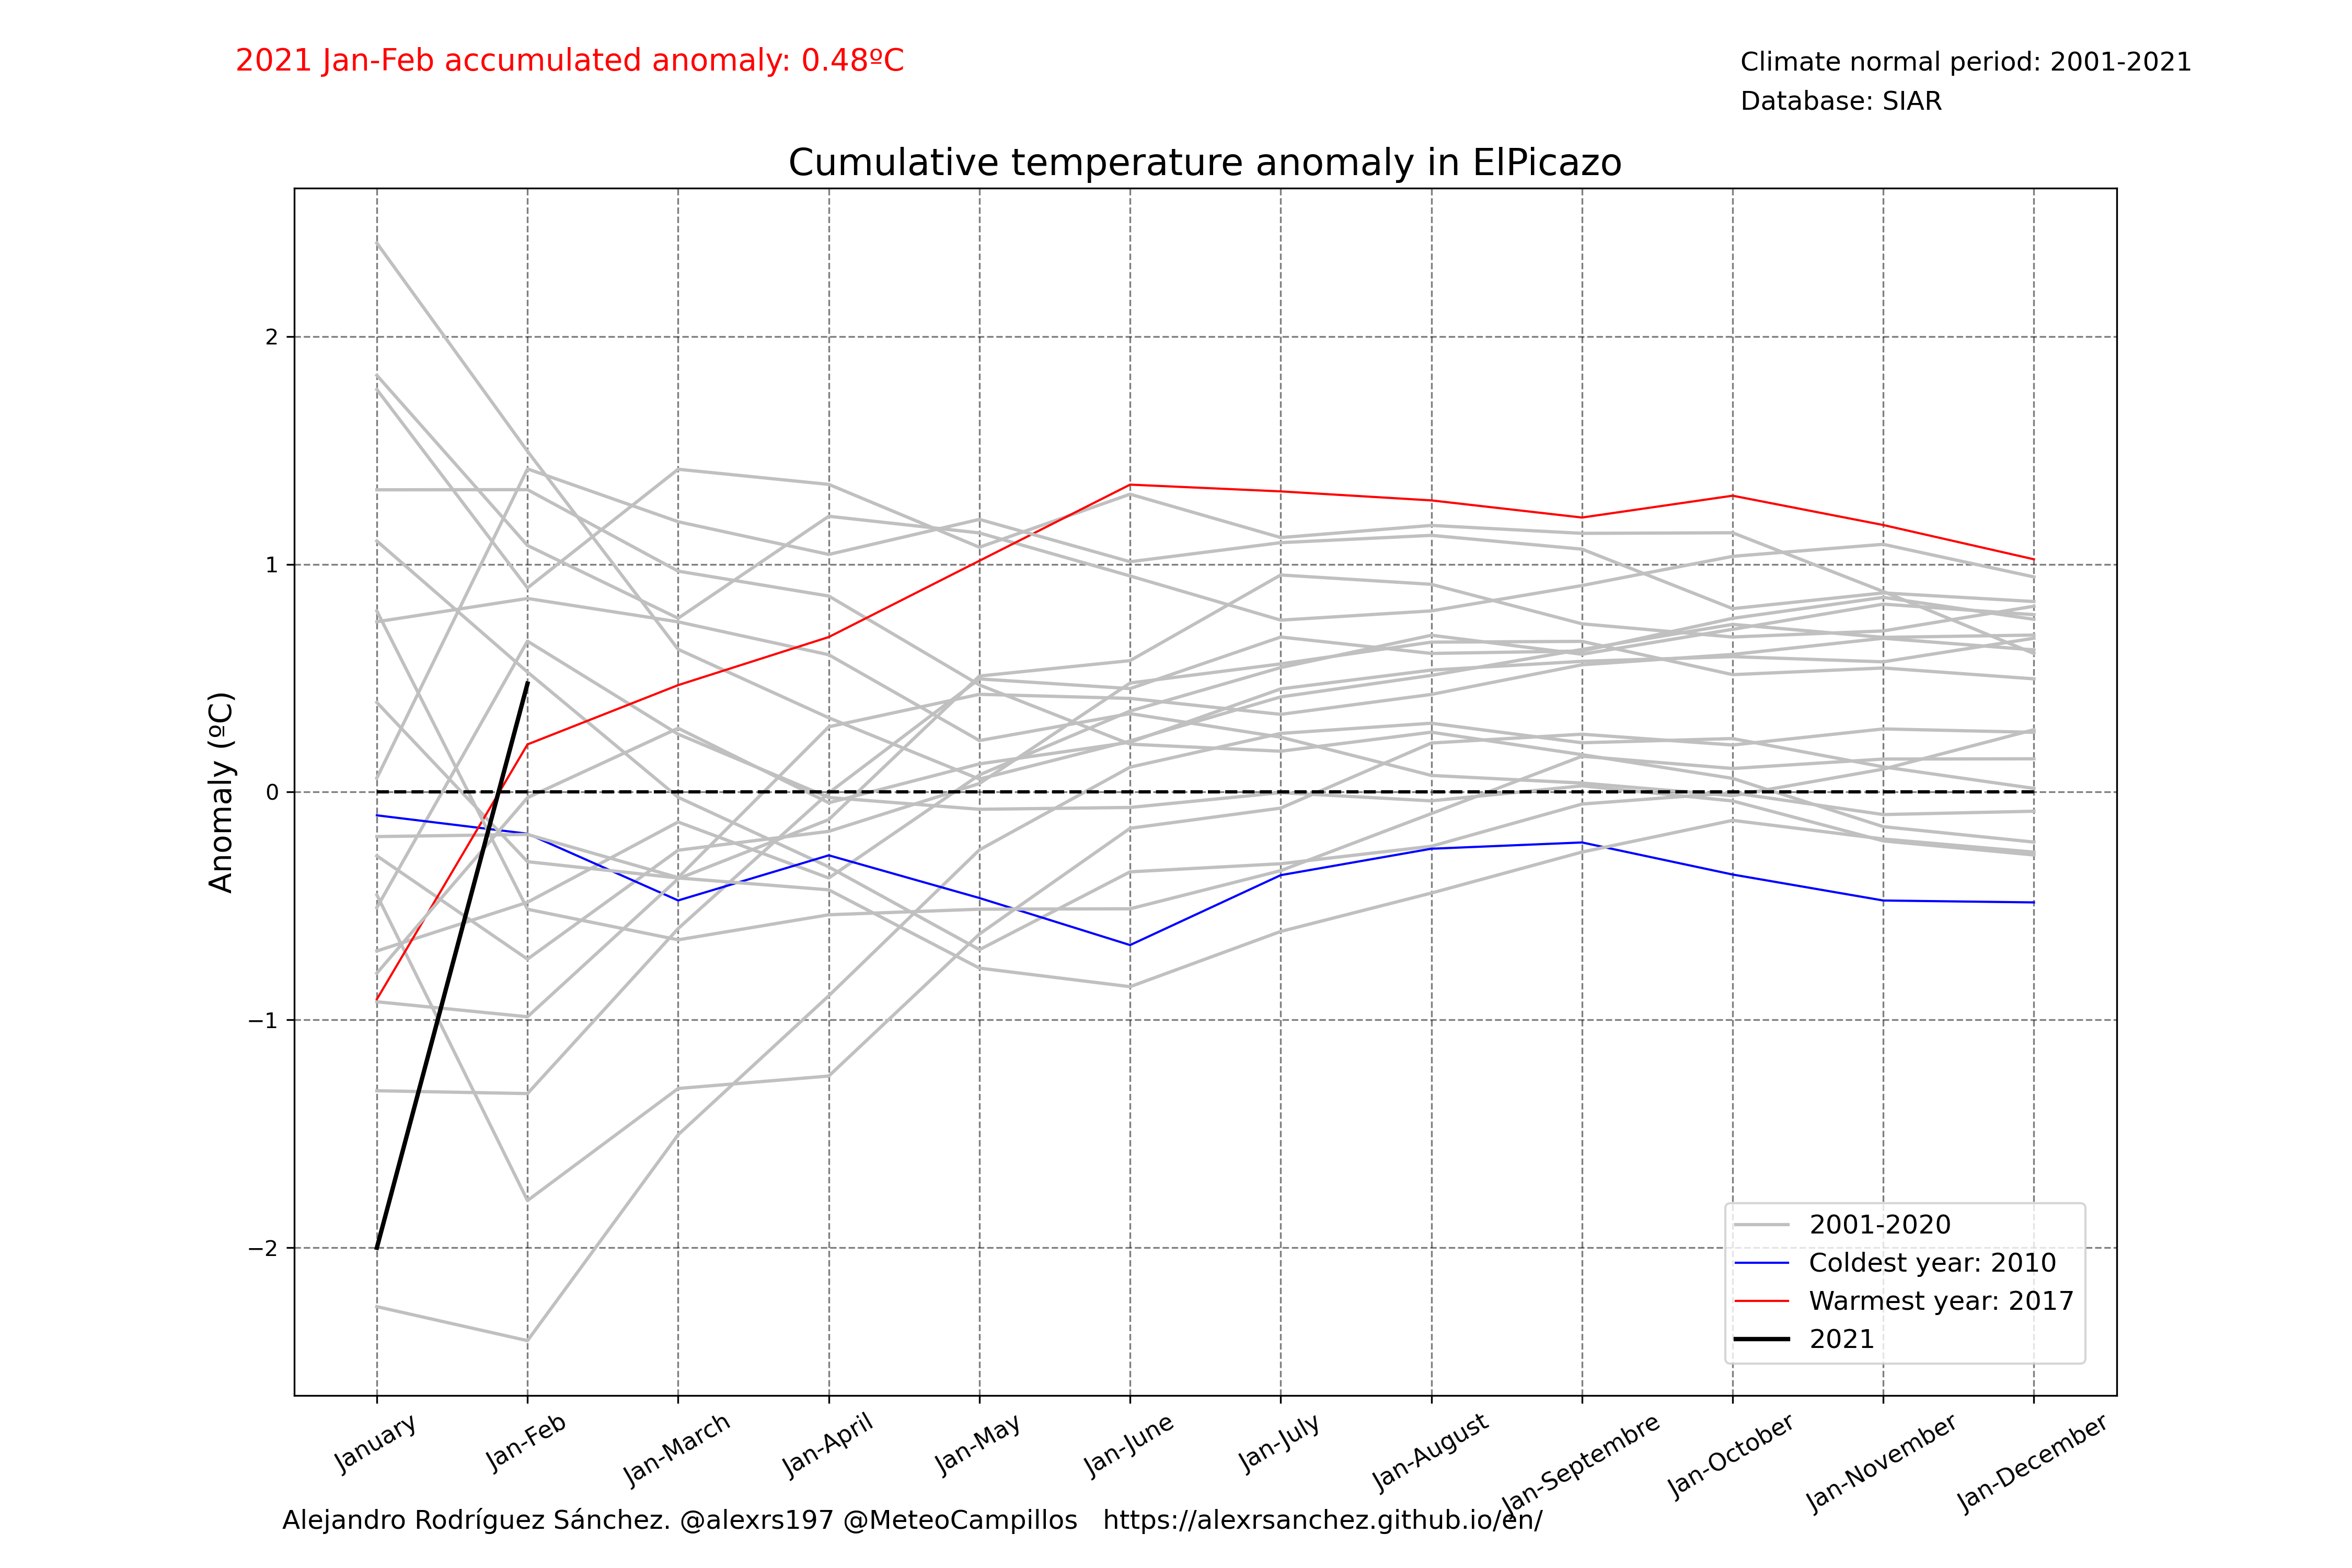 2021 Jan-Feb accumulated anomaly: 0.48ºC
Climate normal period: 2001-2021
Database: SIAR
Cumulative temperature anomaly in ElPicazo
Anomaly (ºC)
2
1
0
−1
−2
2001-2020
Coldest year: 2010
Warmest year: 2017
2021
January
Jan-Feb
Jan-March
Jan-April
Jan-May
Jan-June
Jan-July
Jan-August
Jan-Septembre
Jan-October
Jan-November
Jan-December
Alejandro Rodríguez Sánchez. @alexrs197 @MeteoCampillos https://alexrsanchez.github.io/en/